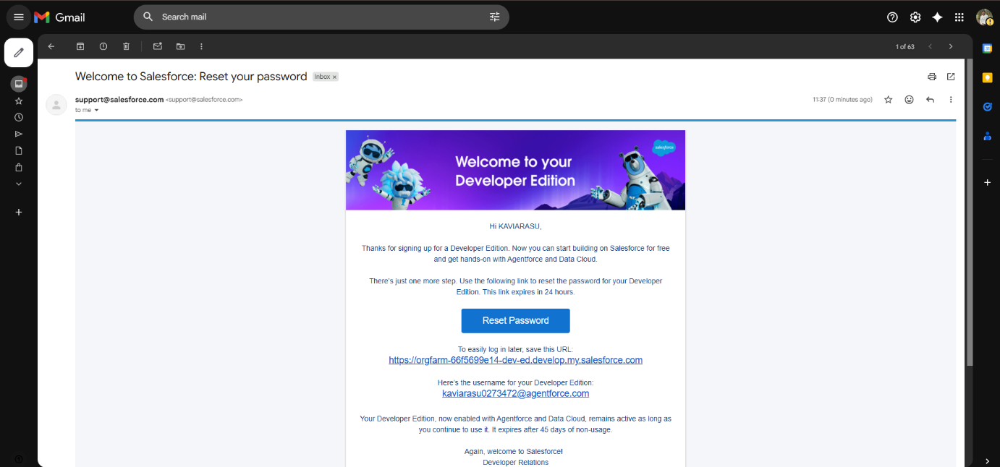 Gmail
Search mail
1 of 63
Welcome to Salesforce: Reset your password
Inbox x
support@salesforce.com <support@salesforce.com>
11:37 (0 minutes ago)
to me
salesforce
Welcome to your
Developer Edition
Hi KAVIARASU,
Thanks for signing up for a Developer Edition. Now you can start building on Salesforce for free
and get hands-on with Agentforce and Data Cloud.
There's just one more step. Use the following link to reset the password for your Developer
Edition. This link expires in 24 hours.
Reset Password
To easily log in later, save this URL:
https://orgfarm-66f5699e14-dev-ed.develop.my.salesforce.com
Here's the username for your Developer Edition:
kaviarasu0273472@agentforce.com
Your Developer Edition, now enabled with Agentforce and Data Cloud, remains active as long as
you continue to use it. It expires after 45 days of non-usage.
Again, welcome to Salesforce!
Developer Relations